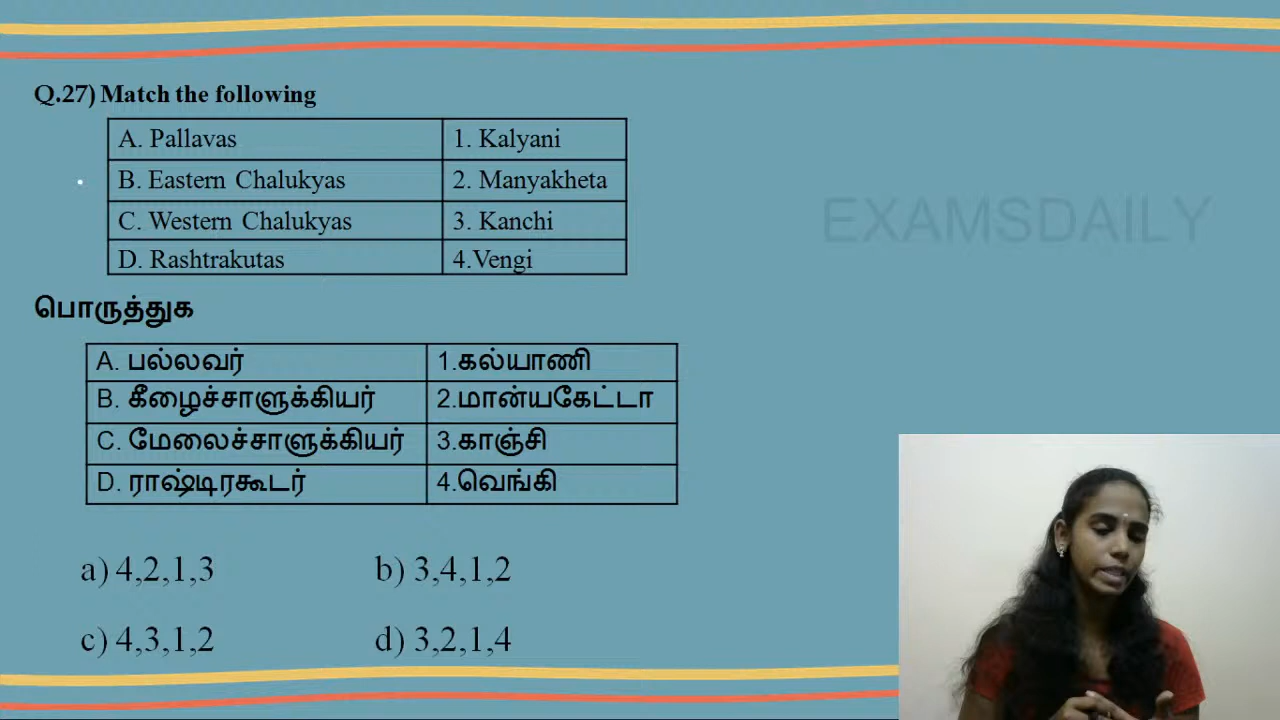 Q.27) Match the following
A. Pallavas 1. Kalyani
B. Eastern Chalukyas 2. Manyakheta
C. Western Chalukyas 3. Kanchi
D. Rashtrakutas 4.Vengi
EXAMSDAILY
பொருத்துக
A. பல்லவர் 1.கல்யாணி
B. கீழைச்சாளுக்கியர் 2.மான்யகேட்டா
C. மேலைச்சாளுக்கியர் 3.காஞ்சி
D. ராஷ்டிரகூடர் 4.வெங்கி
a) 4,2,1,3 b) 3,4,1,2
c) 4,3,1,2 d) 3,2,1,4